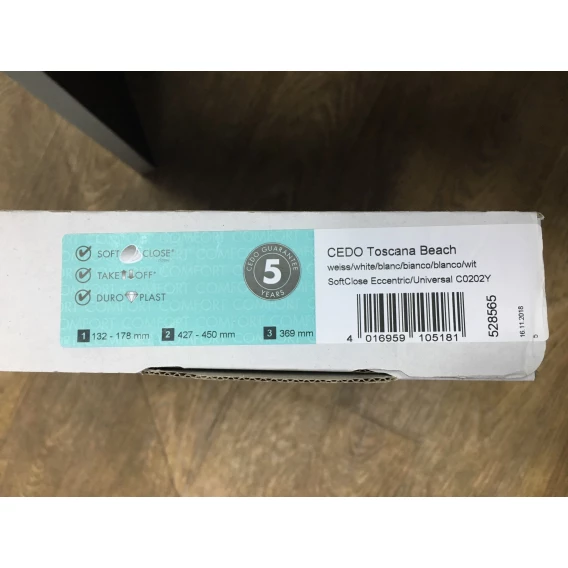 SOFT CLOSE*
TAKE OFF*
DURO PLAST
CEDO GUARANTEE
5
YEARS
1 132 - 178 mm 2 427 - 450 mm 3 369 mm
CEDO Toscana Beach
weiss/white/blanc/bianco/blanco/wit
SoftClose Eccentric/Universal C0202Y
4 016959 105181
528565
16.11.2018
5